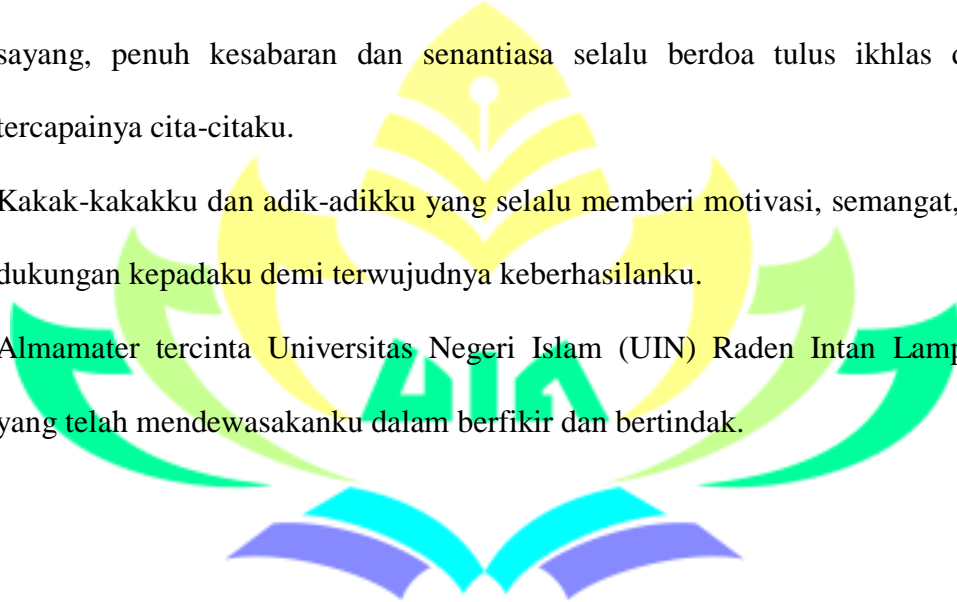 sayang, penuh kesabaran dan senantiasa selalu berdoa tulus ikhlas
tercapainya cita-citaku.
Kakak-kakakku dan adik-adikku yang selalu memberi motivasi, semangat,
dukungan kepadaku demi terwujudnya keberhasilanku.
Almamater tercinta Universitas Negeri Islam (UIN) Raden Intan Lamp
yang telah mendewasakanku dalam berfikir dan bertindak.